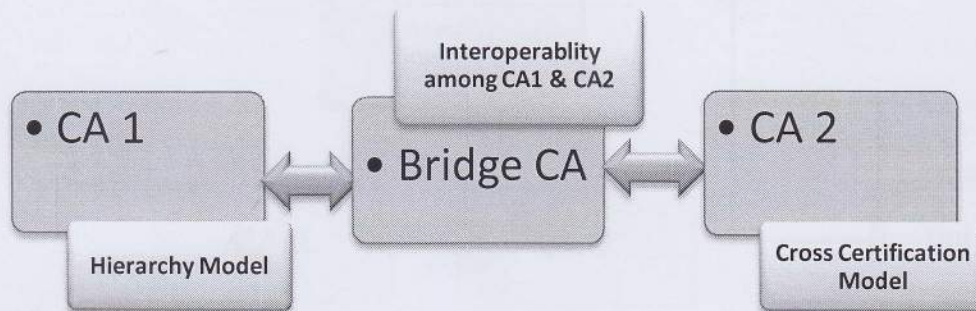 Interoperablity
among CA1 & CA2
• CA 1
• Bridge CA
• CA 2
Hierarchy Model
Cross Certification
Model